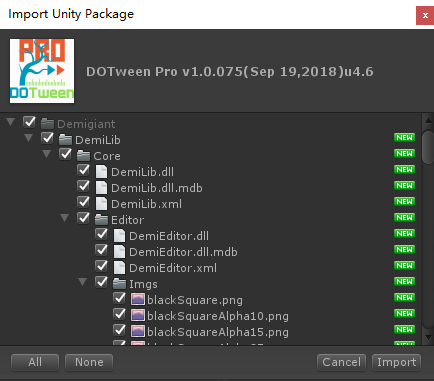 Import Unity Package
x
PRO
DOTween
DOTween Pro v1.0.075(Sep 19,2018)u4.6
Demigiant
DemiLib NEW
Core NEW
DemiLib.dll NEW
DemiLib.dll.mdb NEW
DemiLib.xml NEW
Editor NEW
DemiEditor.dll NEW
DemiEditor.dll.mdb NEW
DemiEditor.xml NEW
Imgs NEW
blackSquare.png NEW
blackSquareAlpha10.png NEW
blackSquareAlpha15.png NEW
All None Cancel Import